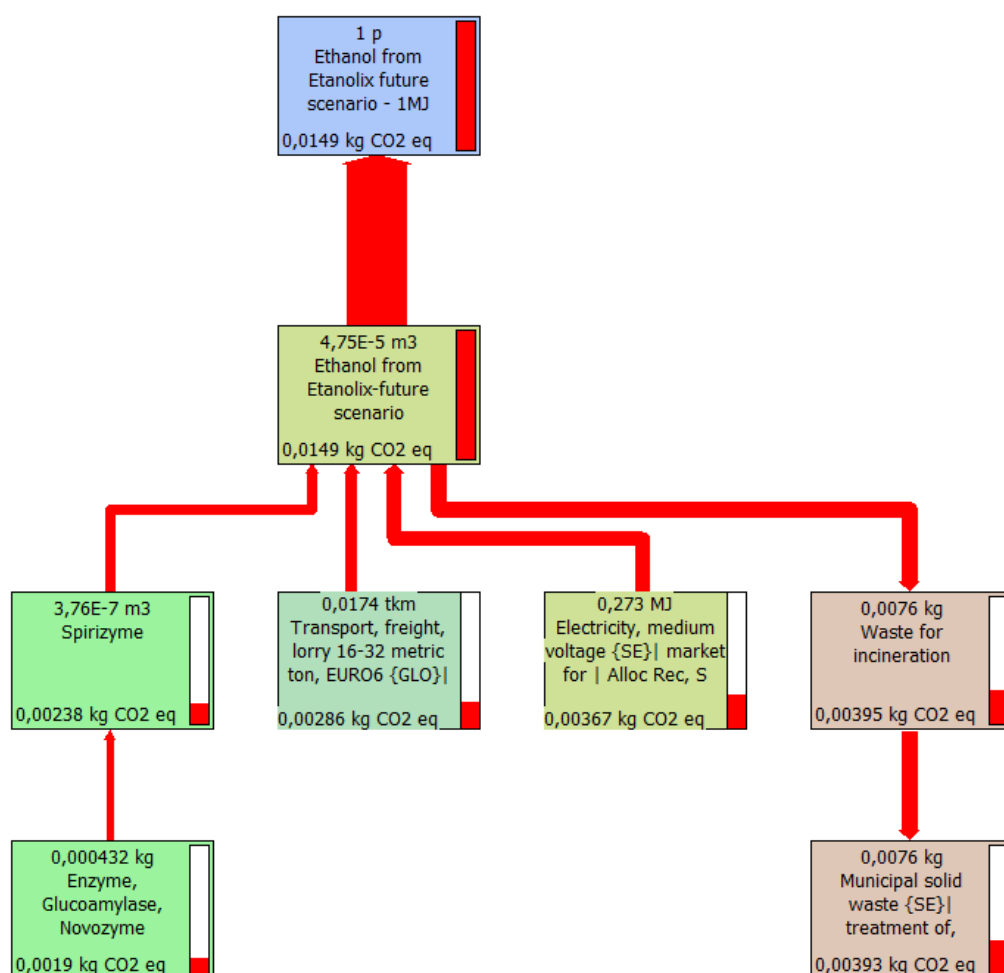 1 p
Ethanol from
Etanolix future
scenario - 1MJ
0,0149 kg CO2 eq
4,75E-5 m3
Ethanol from
Etanolix-future
scenario
0,0149 kg CO2 eq
3,76E-7 m3
Spirizyme
0,00238 kg CO2 eq
0,0174 tkm
Transport, freight,
lorry 16-32 metric
ton, EURO6 {GLO}|
0,00286 kg CO2 eq
0,273 MJ
Electricity, medium
voltage {SE}| market
for | Alloc Rec, S
0,00367 kg CO2 eq
0,0076 kg
Waste for
incineration
0,00395 kg CO2 eq
0,000432 kg
Enzyme,
Glucoamylase,
Novozyme
0,0019 kg CO2 eq
0,0076 kg
Municipal solid
waste {SE}|
treatment of,
0,00393 kg CO2 eq